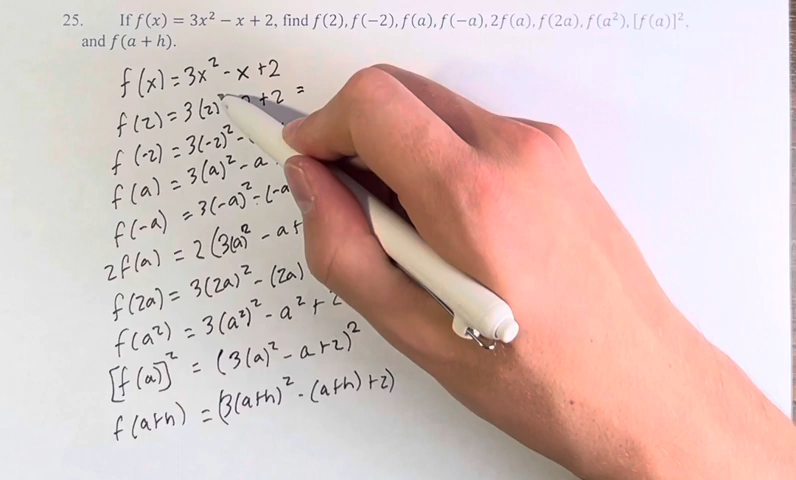 25. If f(x) = 3x² − x + 2, find f(2), f(−2), f(a), f(−a), 2f(a), f(2a), f(a²), [f(a)]²,
and f(a + h).
f(x) = 3x² - x + 2
f(2) = 3(2) + 2 =
f(-2) = 3(-2)² -
f(a) = 3(a)² - a
f(-a) = 3(-a)² - (-a
2f(a) = 2(3(a)² - a +
f(2a) = 3(2a)² - (2a)
f(a²) = 3(a²)² - a² + 2
[f(a)]² = (3(a)² - a + 2)²
f(a+h) = (3(a+h)² - (a+h) + 2)